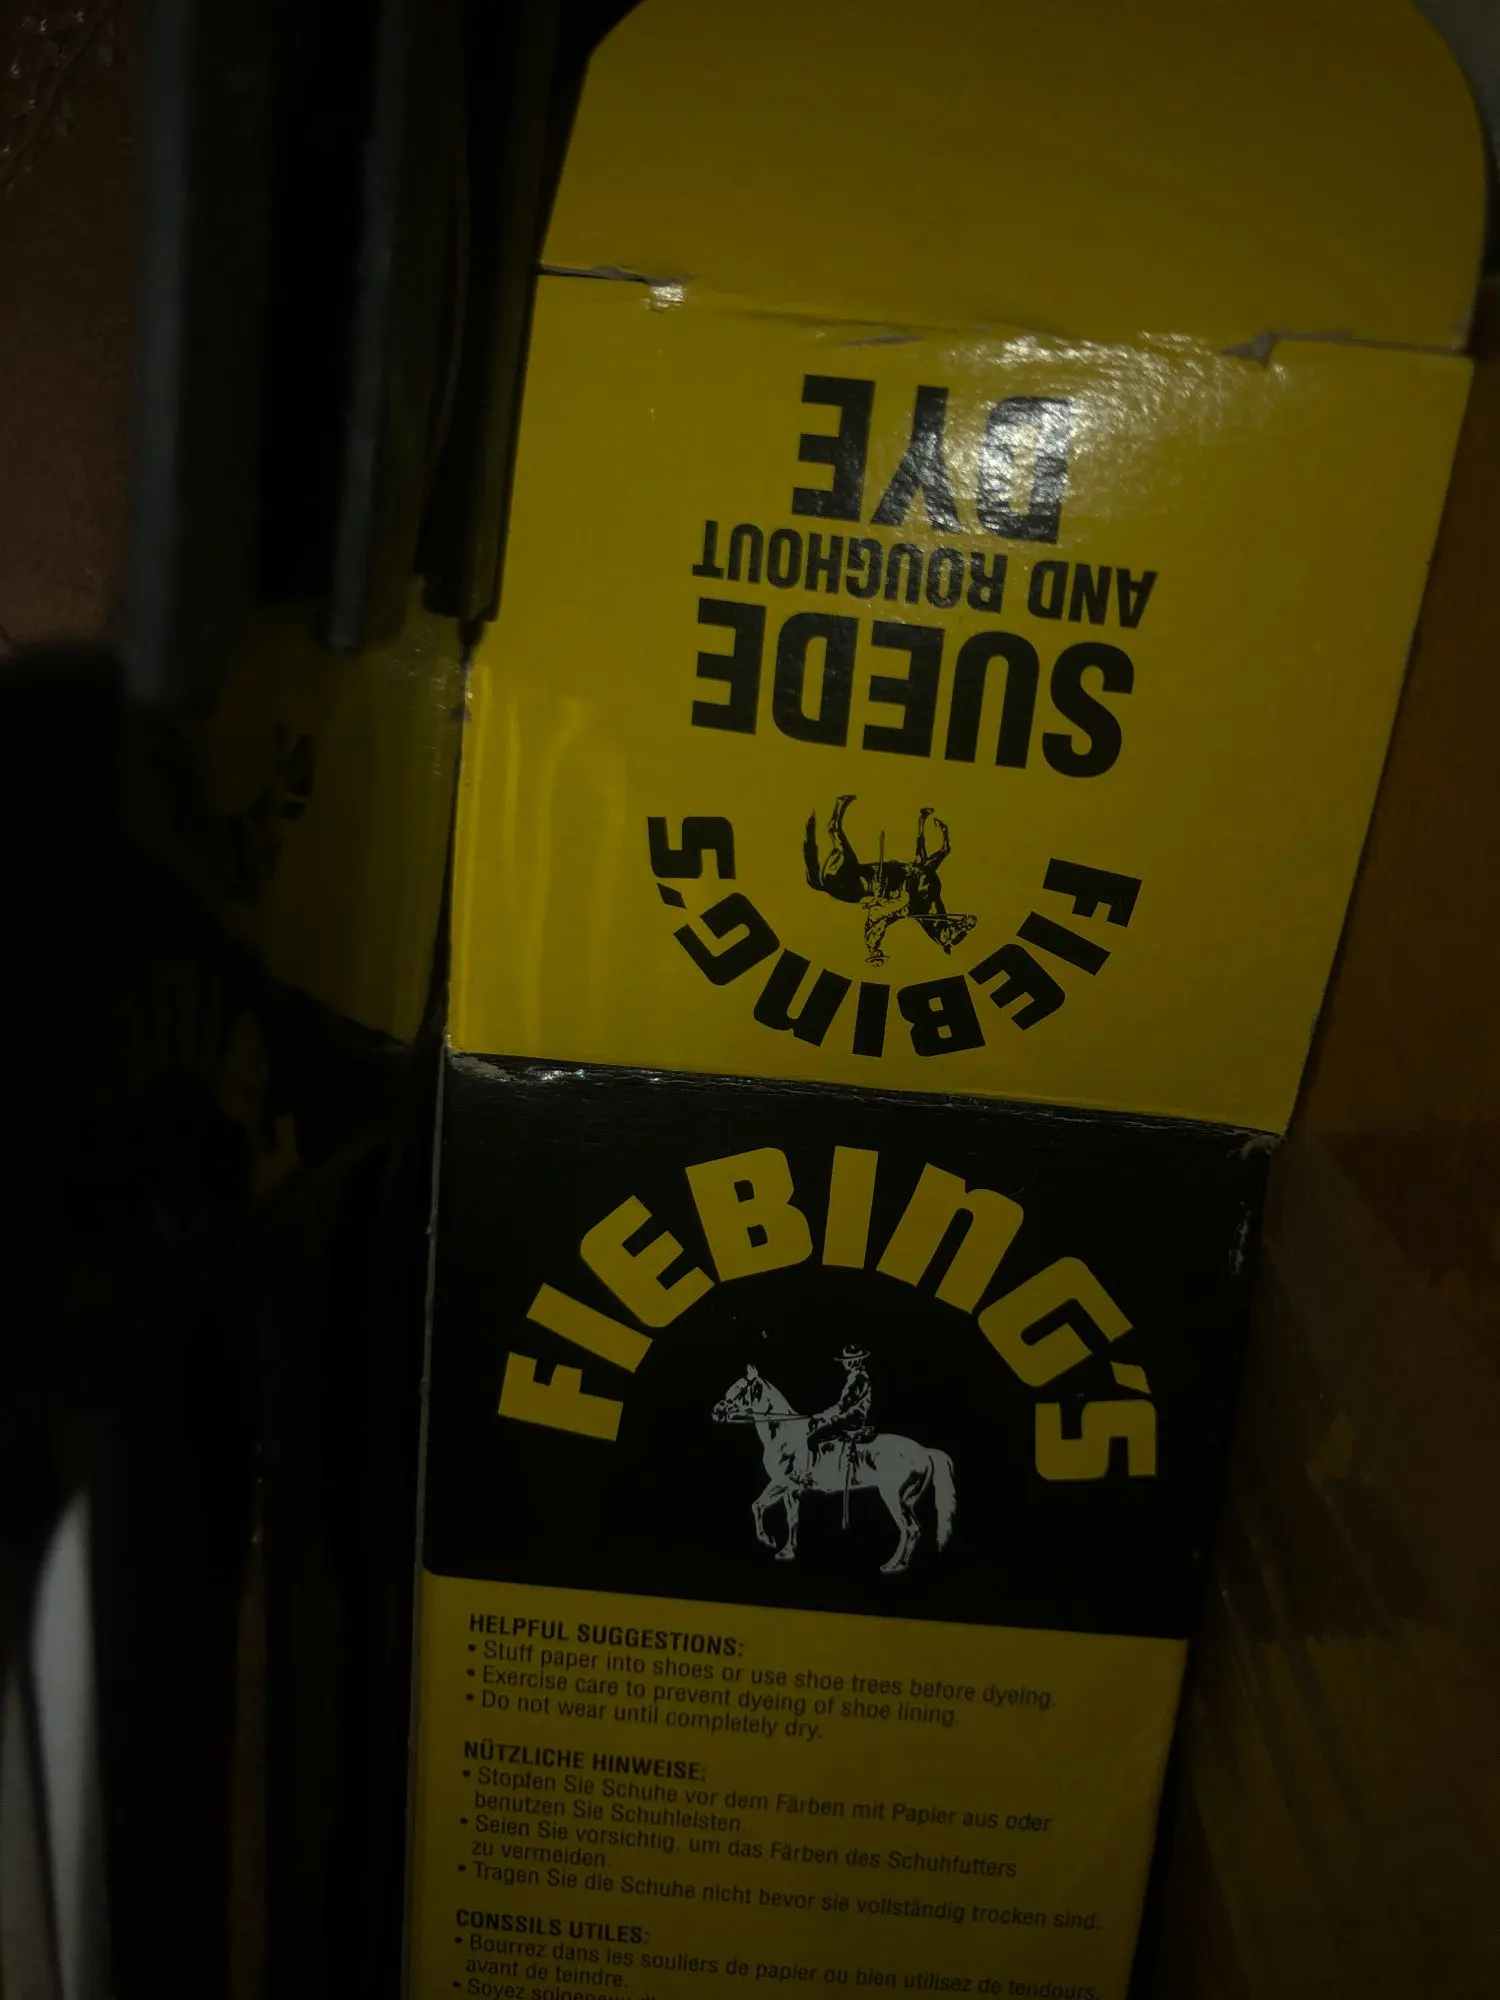 FIEBING'S
SUEDE
AND ROUGHOUT
DYE
FIEBING'S
HELPFUL SUGGESTIONS:
• Stuff paper into shoes or use shoe trees before dyeing.
• Exercise care to prevent dyeing of shoe lining.
• Do not wear until completely dry.
NÜTZLICHE HINWEISE:
• Stopfen Sie Schuhe vor dem Färben mit Papier aus oder
benutzen Sie Schuhleisten.
• Seien Sie vorsichtig, um das Färben des Schuhfutters
zu vermeiden.
• Tragen Sie die Schuhe nicht bevor sie vollständig trocken sind.
CONSSILS UTILES:
• Bourrez dans les souliers de papier ou bien utilisez de tendours,
avant de teindre.
• Soyez